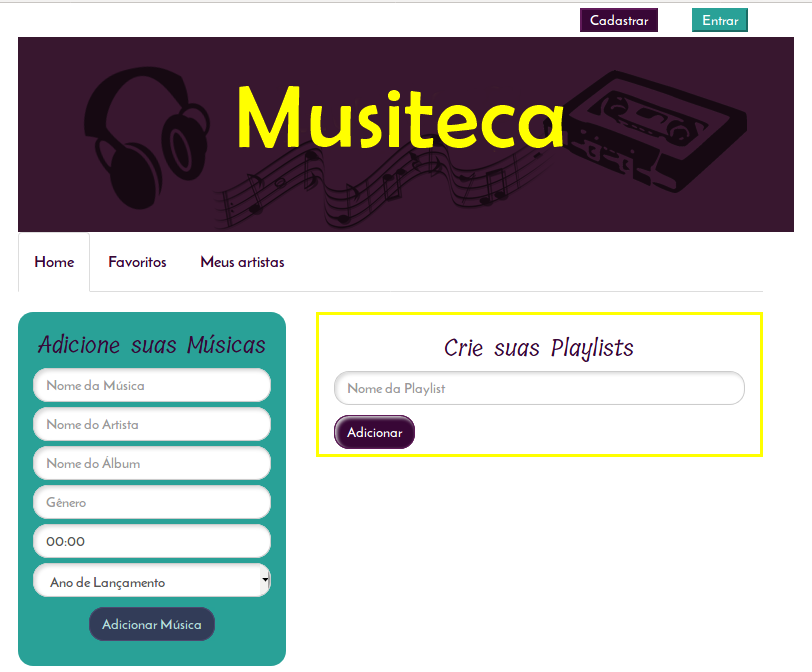 Cadastrar Entrar
Musiteca
Home Favoritos Meus artistas
Adicione suas Músicas
Nome da Música
Nome do Artista
Nome do Álbum
Gênero
00:00
Ano de Lançamento
Adicionar Música
Crie suas Playlists
Nome da Playlist
Adicionar